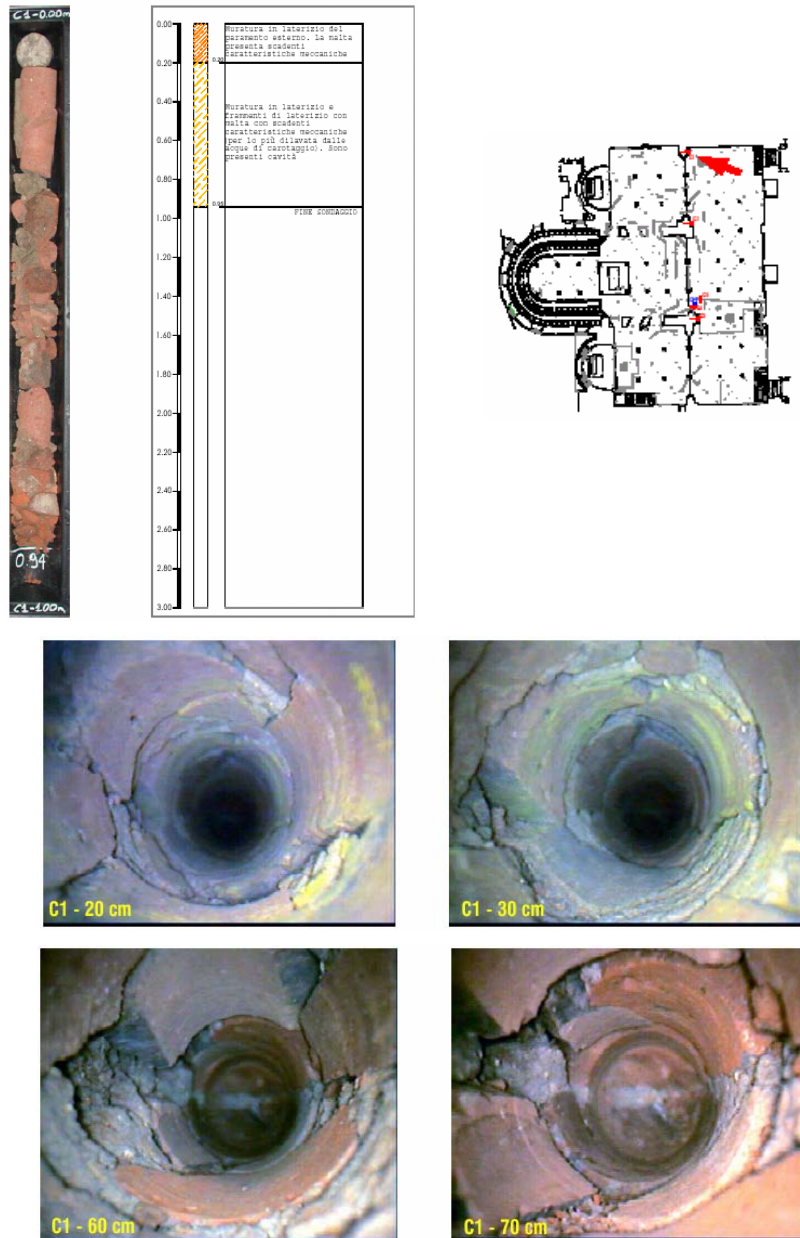 C1-0.00m
0.94
C1-1.00m
0.00
0.20
0.40
0.60
0.80
1.00
1.20
1.40
1.60
1.80
2.00
2.20
2.40
2.60
2.80
3.00
0.20
Muratura in laterizio del
paramento esterno. La malta
presenta scadenti
caratteristiche meccaniche
Muratura in laterizio e
frammenti di laterizio con
malta con scadenti
caratteristiche meccaniche
(per lo più dilavata dalle
acque di carotaggio). Sono
presenti cavità
FINE SONDAGGIO
C1 - 20 cm
C1 - 30 cm
C1 - 60 cm
C1 - 70 cm